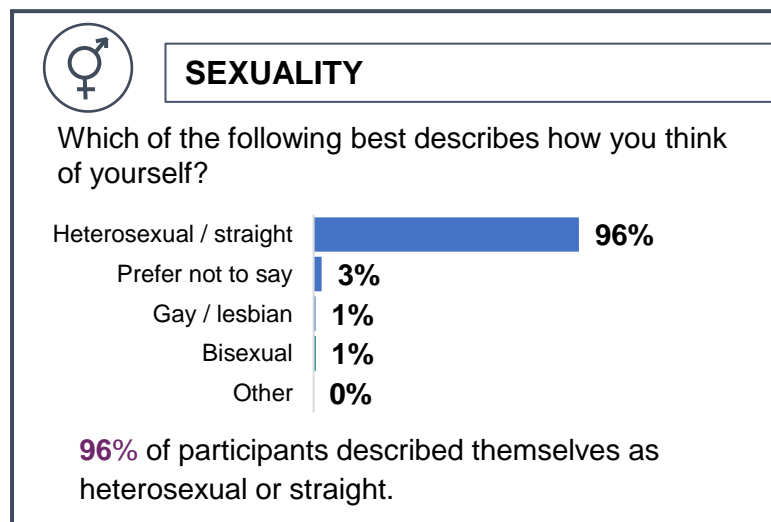 SEXUALITY
Which of the following best describes how you think
of yourself?
Heterosexual / straight 96%
Prefer not to say 3%
Gay / lesbian 1%
Bisexual 1%
Other 0%
96% of participants described themselves as
heterosexual or straight.